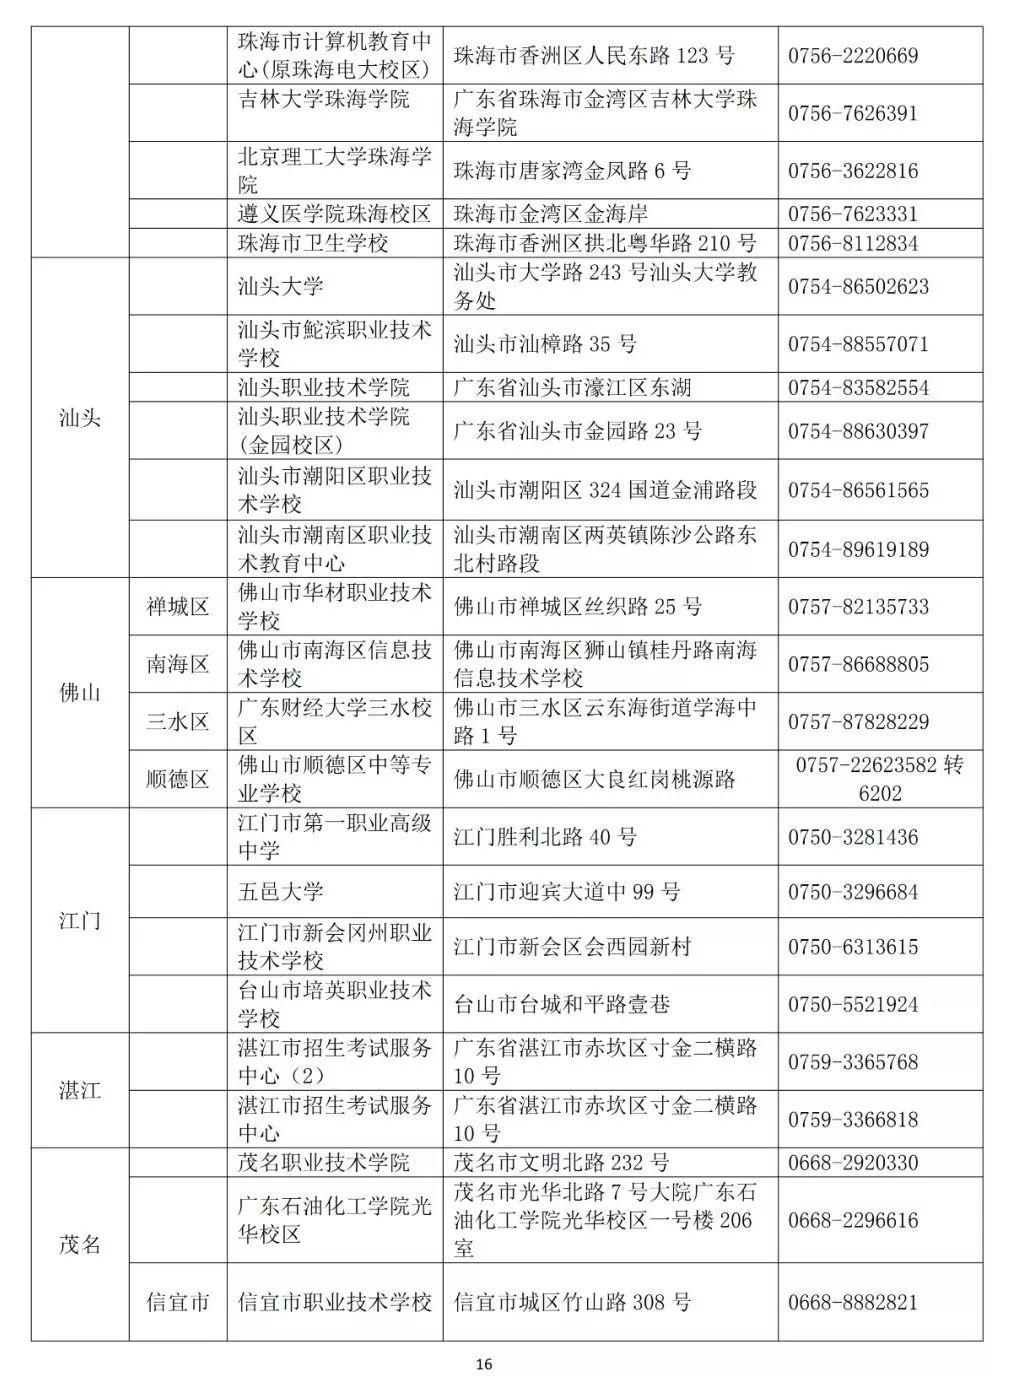 珠海市计算机教育中
心(原珠海电大校区)
珠海市香洲区人民东路 123 号
0756-2220669
吉林大学珠海学院
广东省珠海市金湾区吉林大学珠
海学院
0756-7626391
北京理工大学珠海学
院
珠海市唐家湾金凤路 6 号
0756-3622816
遵义医学院珠海校区
珠海市金湾区金海岸
0756-7623331
珠海市卫生学校
珠海市香洲区拱北粤华路 210 号
0756-8112834
汕头
汕头大学
汕头市大学路 243 号汕头大学教
务处
0754-86502623
汕头市鮀滨职业技术
学校
汕头市汕樟路 35 号
0754-88557071
汕头职业技术学院
广东省汕头市濠江区东湖
0754-83582554
汕头职业技术学院
(金园校区)
广东省汕头市金园路 23 号
0754-88630397
汕头市潮阳区职业技
术学校
汕头市潮阳区 324 国道金浦路段
0754-86561565
汕头市潮南区职业技
术教育中心
汕头市潮南区两英镇陈沙公路东
北村路段
0754-89619189
佛山
禅城区
佛山市华材职业技术
学校
佛山市禅城区丝织路 25 号
0757-82135733
南海区
佛山市南海区信息技
术学校
佛山市南海区狮山镇桂丹路南海
信息技术学校
0757-86688805
三水区
广东财经大学三水校
区
佛山市三水区云东海街道学海中
路 1 号
0757-87828229
顺德区
佛山市顺德区中等专
业学校
佛山市顺德区大良红岗桃源路
0757-22623582 转
6202
江门
江门市第一职业高级
中学
江门胜利北路 40 号
0750-3281436
五邑大学
江门市迎宾大道中 99 号
0750-3296684
江门市新会冈州职业
技术学校
江门市新会区会西园新村
0750-6313615
台山市培英职业技术
学校
台山市台城和平路壹巷
0750-5521924
湛江
湛江市招生考试服务
中心（2）
广东省湛江市赤坎区寸金二横路
10 号
0759-3365768
湛江市招生考试服务
中心
广东省湛江市赤坎区寸金二横路
10 号
0759-3366818
茂名
茂名职业技术学院
茂名市文明北路 232 号
0668-2920330
广东石油化工学院光
华校区
茂名市光华北路 7 号大院广东石
油化工学院光华校区一号楼 206
室
0668-2296616
信宜市
信宜市职业技术学校
信宜市城区竹山路 308 号
0668-8882821
16